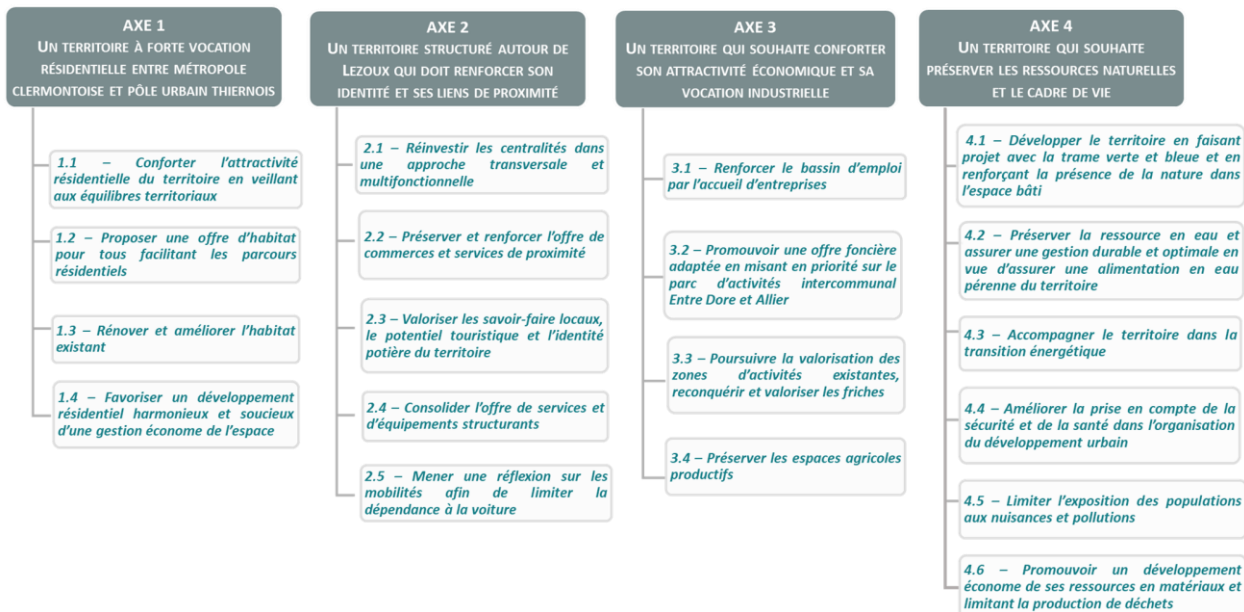 AXE 1
UN TERRITOIRE À FORTE VOCATION
RÉSIDENTIELLE ENTRE MÉTROPOLE
CLERMONTOISE ET PÔLE URBAIN THIERNOIS
1.1 – Conforter l'attractivité
résidentielle du territoire en veillant
aux équilibres territoriaux
1.2 – Proposer une offre d'habitat
pour tous facilitant les parcours
résidentiels
1.3 – Rénover et améliorer l'habitat
existant
1.4 – Favoriser un développement
résidentiel harmonieux et soucieux
d'une gestion économe de l'espace
AXE 2
UN TERRITOIRE STRUCTURÉ AUTOUR DE
LEZOUX QUI DOIT RENFORCER SON
IDENTITÉ ET SES LIENS DE PROXIMITÉ
2.1 – Réinvestir les centralités dans
une approche transversale et
multifonctionnelle
2.2 – Préserver et renforcer l'offre de
commerces et services de proximité
2.3 – Valoriser les savoir-faire locaux,
le potentiel touristique et l'identité
potière du territoire
2.4 – Consolider l'offre de services et
d'équipements structurants
2.5 – Mener une réflexion sur les
mobilités afin de limiter la
dépendance à la voiture
AXE 3
UN TERRITOIRE QUI SOUHAITE CONFORTER
SON ATTRACTIVITÉ ÉCONOMIQUE ET SA
VOCATION INDUSTRIELLE
3.1 – Renforcer le bassin d'emploi
par l'accueil d'entreprises
3.2 – Promouvoir une offre foncière
adaptée en misant en priorité sur le
parc d'activités intercommunal
Entre Dore et Allier
3.3 – Poursuivre la valorisation des
zones d'activités existantes,
reconquérir et valoriser les friches
3.4 – Préserver les espaces agricoles
productifs
AXE 4
UN TERRITOIRE QUI SOUHAITE
PRÉSERVER LES RESSOURCES NATURELLES
ET LE CADRE DE VIE
4.1 – Développer le territoire en faisant
projet avec la trame verte et bleue et en
renforçant la présence de la nature dans
l'espace bâti
4.2 – Préserver la ressource en eau et
assurer une gestion durable et optimale en
vue d'assurer une alimentation en eau
pérenne du territoire
4.3 – Accompagner le territoire dans la
transition énergétique
4.4 – Améliorer la prise en compte de la
sécurité et de la santé dans l'organisation
du développement urbain
4.5 – Limiter l'exposition des populations
aux nuisances et pollutions
4.6 – Promouvoir un développement
économe de ses ressources en matériaux et
limitant la production de déchets